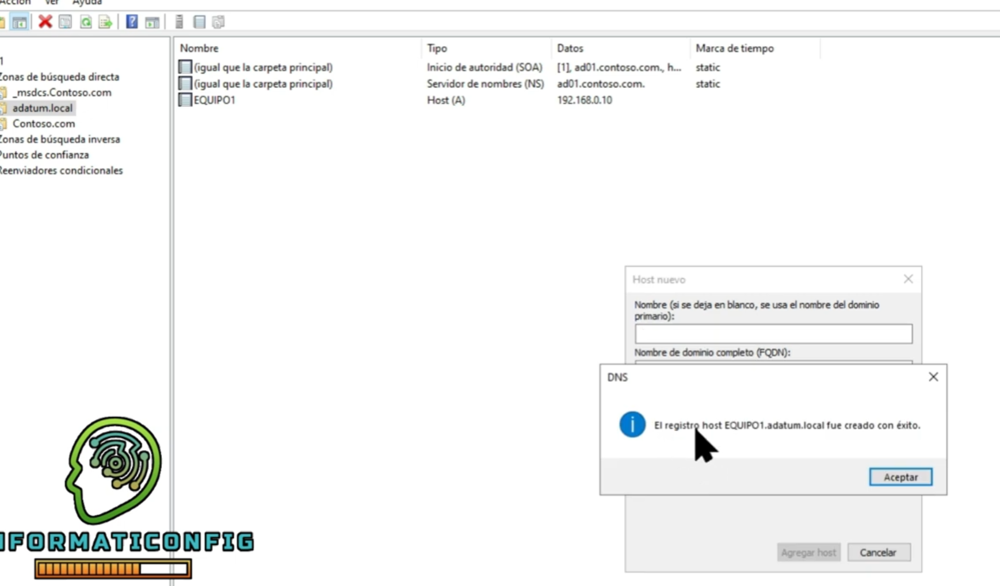 Acción Ver Ayuda
Nombre Tipo Datos Marca de tiempo
(igual que la carpeta principal) Inicio de autoridad (SOA) [1], ad01.contoso.com., h... static
(igual que la carpeta principal) Servidor de nombres (NS) ad01.contoso.com. static
EQUIPO1 Host (A) 192.168.0.10
1
Zonas de búsqueda directa
_msdcs.Contoso.com
adatum.local
Contoso.com
Zonas de búsqueda inversa
Puntos de confianza
Reenviadores condicionales
Host nuevo
Nombre (si se deja en blanco, se usa el nombre del dominio
primario):
Nombre de dominio completo (FQDN):
DNS
El registro host EQUIPO1.adatum.local fue creado con éxito.
Aceptar
Agregar host Cancelar
NFORMATICONFIG